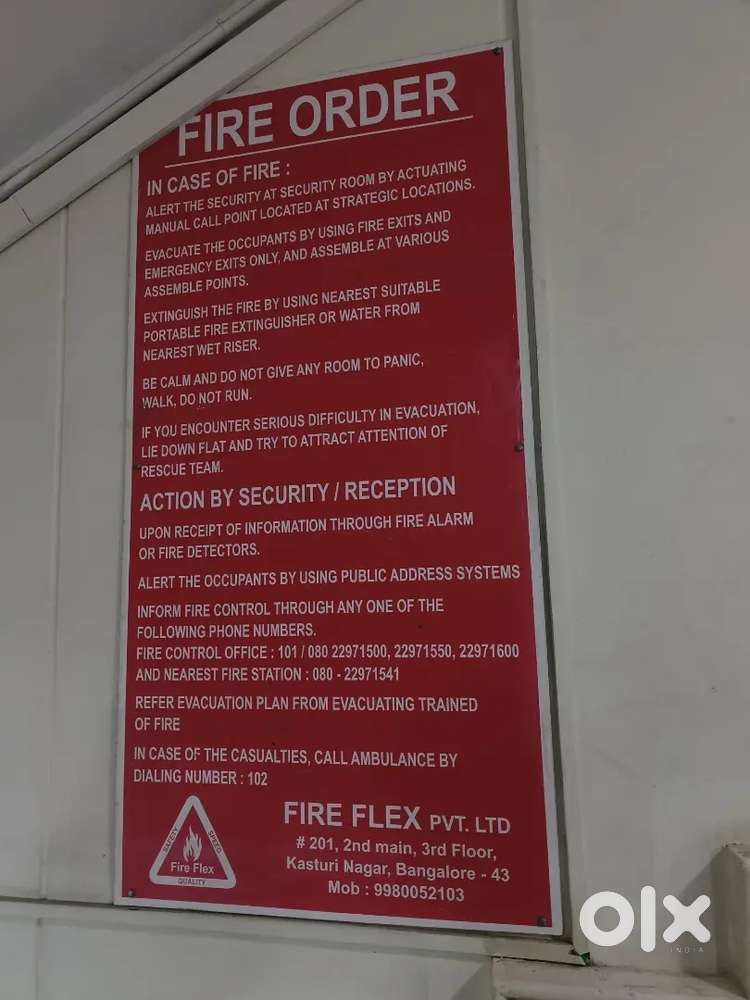 FIRE ORDER
IN CASE OF FIRE :
ALERT THE SECURITY AT SECURITY ROOM BY ACTUATING
MANUAL CALL POINT LOCATED AT STRATEGIC LOCATIONS.
EVACUATE THE OCCUPANTS BY USING FIRE EXITS AND
EMERGENCY EXITS ONLY, AND ASSEMBLE AT VARIOUS
ASSEMBLE POINTS.
EXTINGUISH THE FIRE BY USING NEAREST SUITABLE
PORTABLE FIRE EXTINGUISHER OR WATER FROM
NEAREST WET RISER.
BE CALM AND DO NOT GIVE ANY ROOM TO PANIC,
WALK, DO NOT RUN.
IF YOU ENCOUNTER SERIOUS DIFFICULTY IN EVACUATION,
LIE DOWN FLAT AND TRY TO ATTRACT ATTENTION OF
RESCUE TEAM.
ACTION BY SECURITY / RECEPTION
UPON RECEIPT OF INFORMATION THROUGH FIRE ALARM
OR FIRE DETECTORS.
ALERT THE OCCUPANTS BY USING PUBLIC ADDRESS SYSTEMS
INFORM FIRE CONTROL THROUGH ANY ONE OF THE
FOLLOWING PHONE NUMBERS.
FIRE CONTROL OFFICE : 101 / 080 22971500, 22971550, 22971600
AND NEAREST FIRE STATION : 080 - 22971541
REFER EVACUATION PLAN FROM EVACUATING TRAINED
OF FIRE
IN CASE OF THE CASUALTIES, CALL AMBULANCE BY
DIALING NUMBER : 102
SAFETY
SPEED
Fire Flex
QUALITY
FIRE FLEX PVT. LTD
# 201, 2nd main, 3rd Floor,
Kasturi Nagar, Bangalore - 43
Mob : 9980052103
olx
INDIA